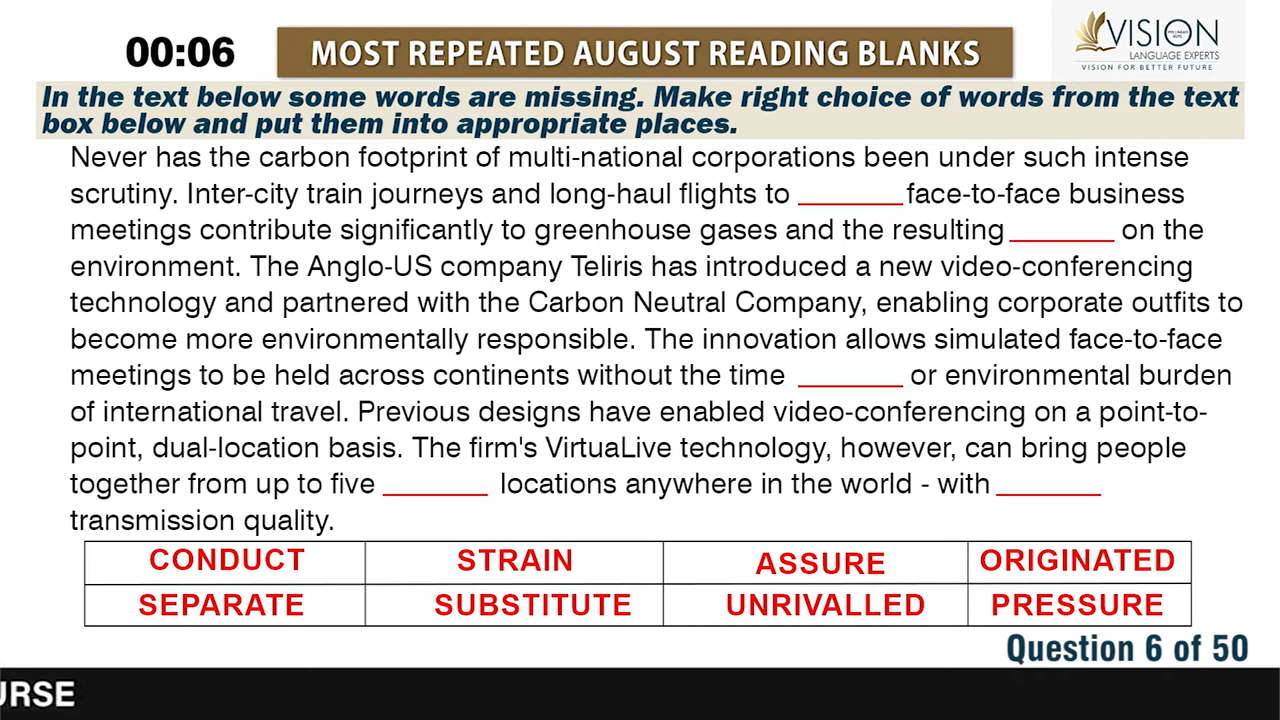 00:06
MOST REPEATED AUGUST READING BLANKS
VISION
LANGUAGE EXPERTS
VISION FOR BETTER FUTURE
In the text below some words are missing. Make right choice of words from the text
box below and put them into appropriate places.
Never has the carbon footprint of multi-national corporations been under such intense
scrutiny. Inter-city train journeys and long-haul flights to _______ face-to-face business
meetings contribute significantly to greenhouse gases and the resulting _______ on the
environment. The Anglo-US company Teliris has introduced a new video-conferencing
technology and partnered with the Carbon Neutral Company, enabling corporate outfits to
become more environmentally responsible. The innovation allows simulated face-to-face
meetings to be held across continents without the time _______ or environmental burden
of international travel. Previous designs have enabled video-conferencing on a point-to-
point, dual-location basis. The firm's VirtuaLive technology, however, can bring people
together from up to five _______ locations anywhere in the world - with _______
transmission quality.
CONDUCT STRAIN ASSURE ORIGINATED
SEPARATE SUBSTITUTE UNRIVALLED PRESSURE
Question 6 of 50
URSE